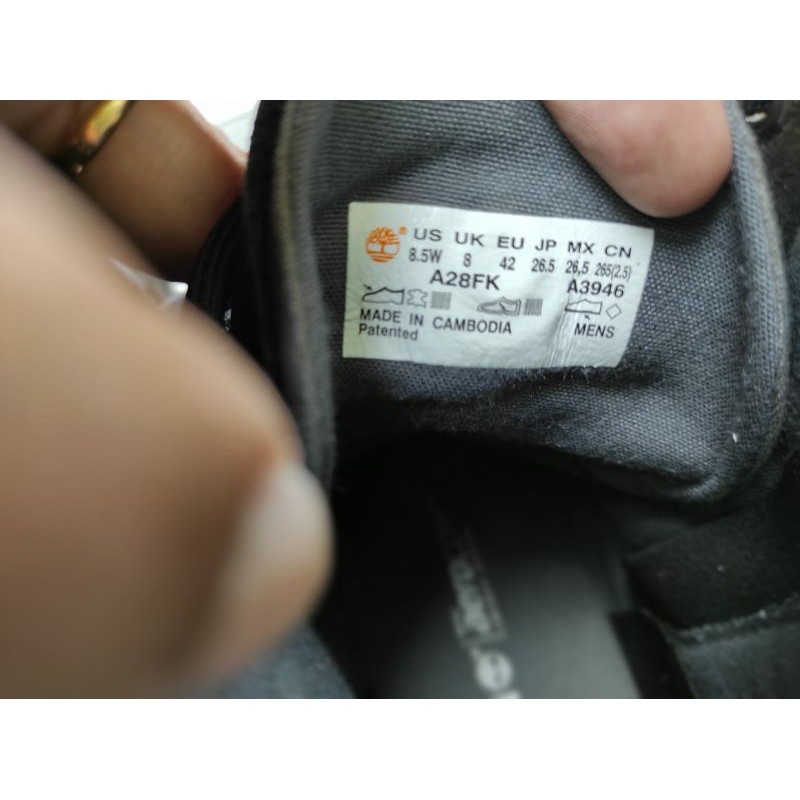 ® US UK EU JP MX CN
8.5W 8 42 26.5 26,5 265(2.5)
A28FK A3946
MADE IN CAMBODIA
Patented MENS